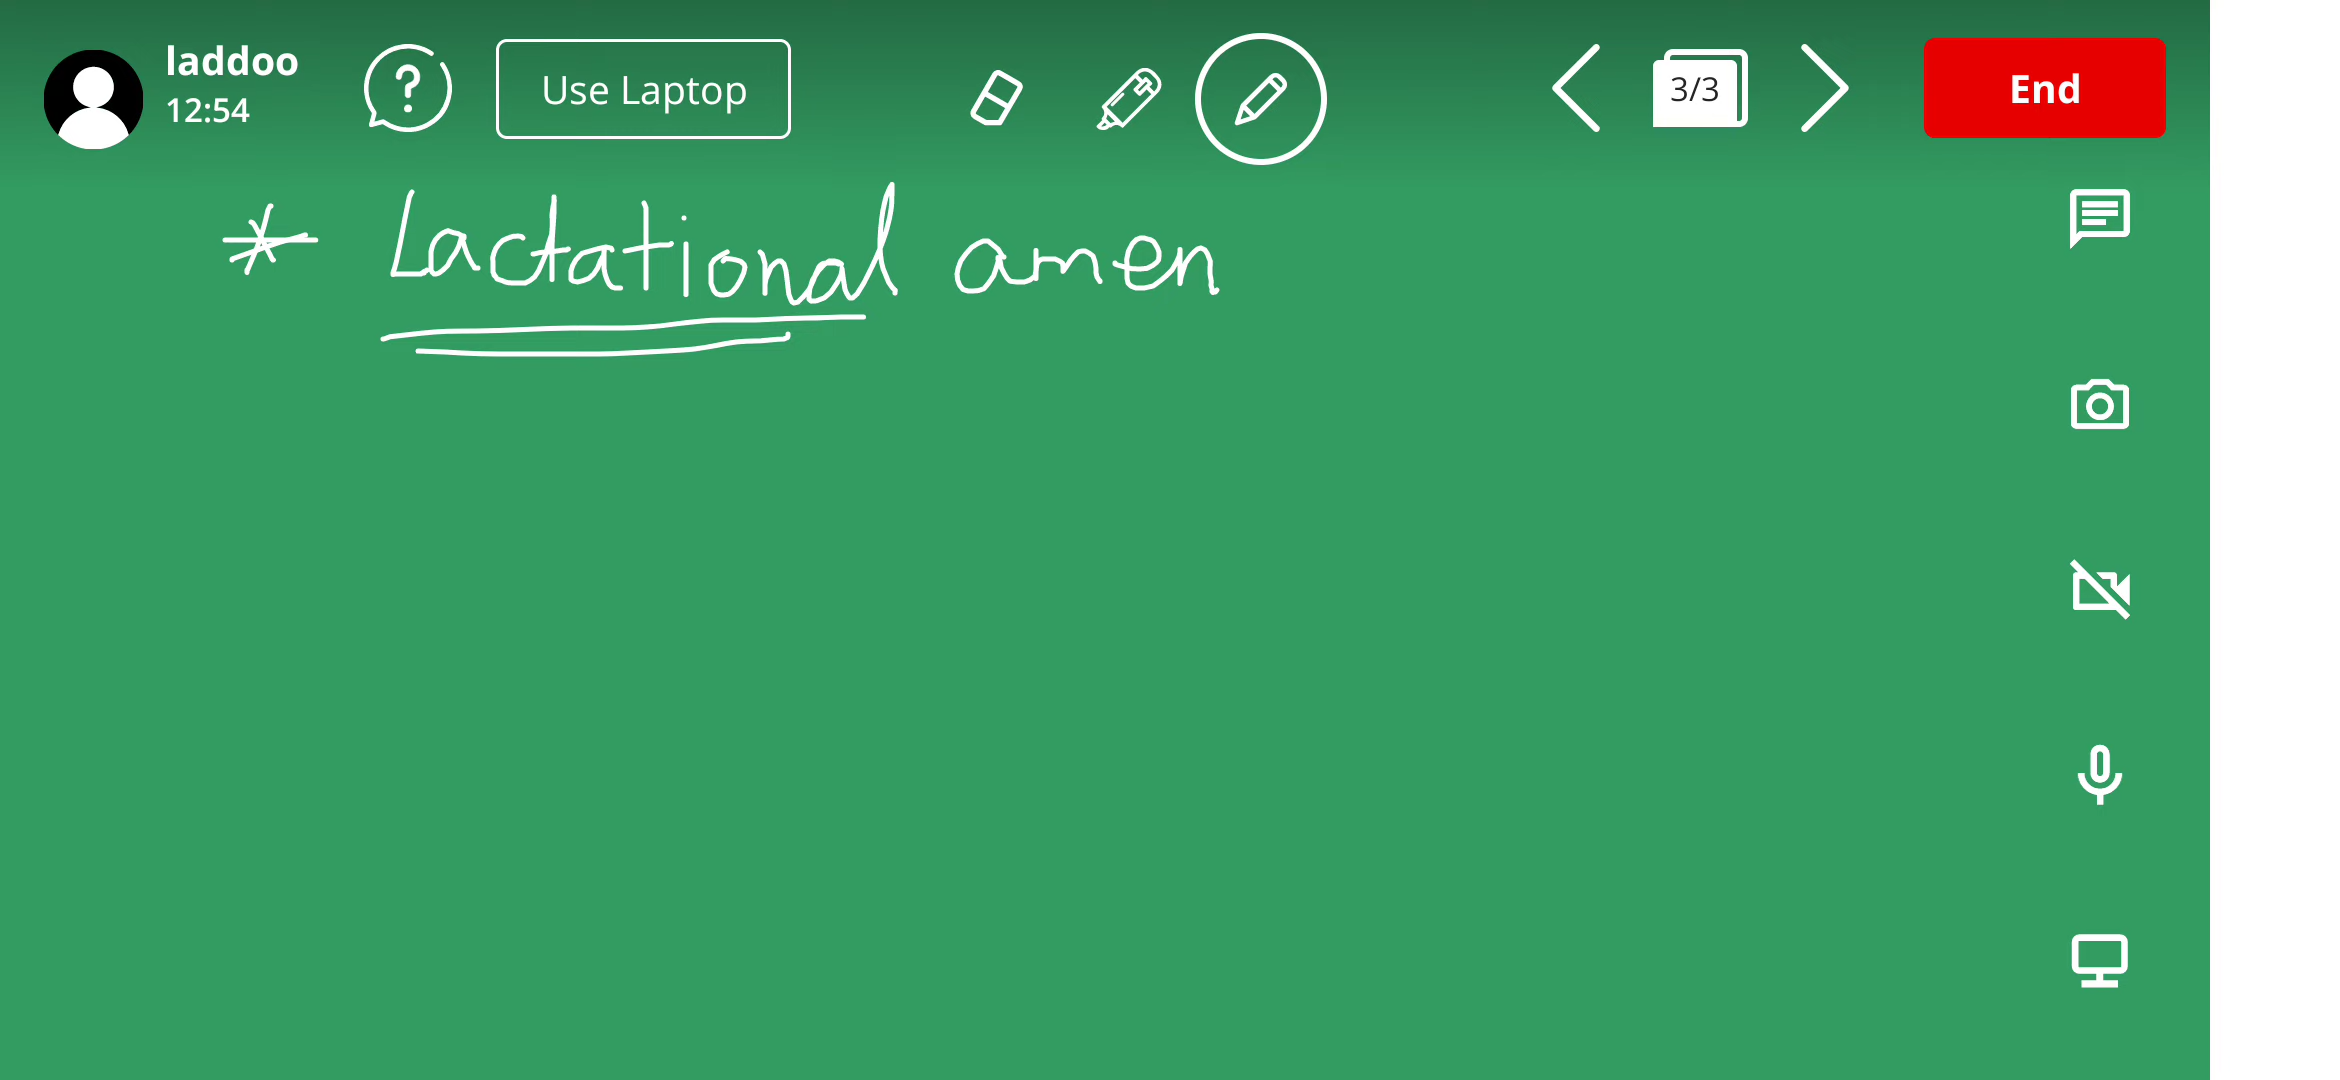 laddoo
12:54
Use Laptop
3/3
End
* Lactational amen